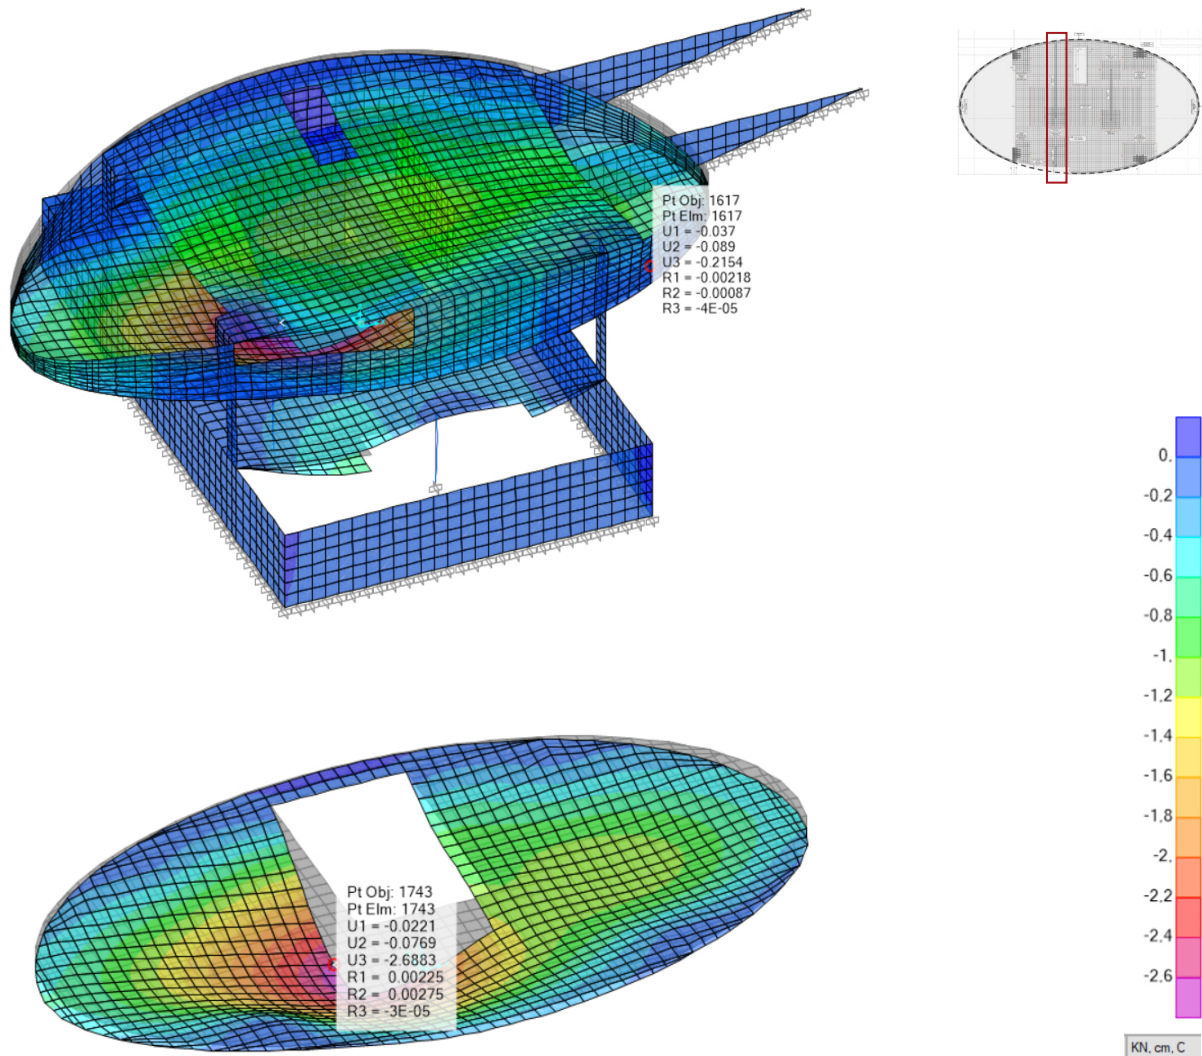 Pt Obj: 1617
Pt Elm: 1617
U1 = -0.037
U2 = -0.089
U3 = -0.2154
R1 = -0.00218
R2 = -0.00087
R3 = -4E-05
0.
-0.2
-0.4
-0.6
-0.8
-1.
-1.2
-1.4
-1.6
-1.8
-2.
-2.2
-2.4
-2.6
Pt Obj: 1743
Pt Elm: 1743
U1 = -0.0221
U2 = -0.0769
U3 = -2.6883
R1 = 0.00225
R2 = 0.00275
R3 = -3E-05
KN, cm, C